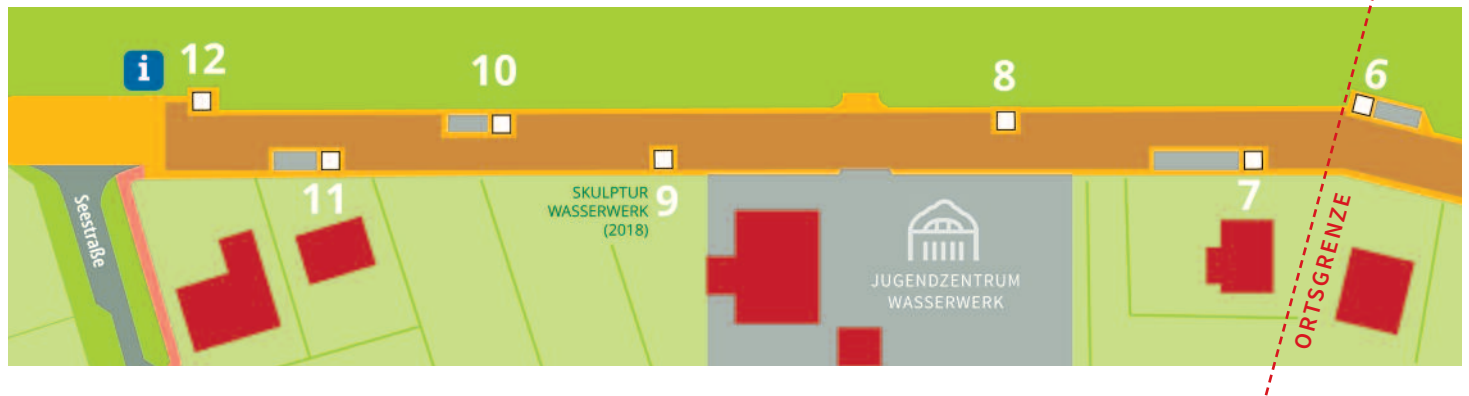 i
12
10
8
6
11
9
7
SKULPTUR
WASSERWERK
(2018)
Seestraße
JUGENDZENTRUM
WASSERWERK
ORTSGRENZE